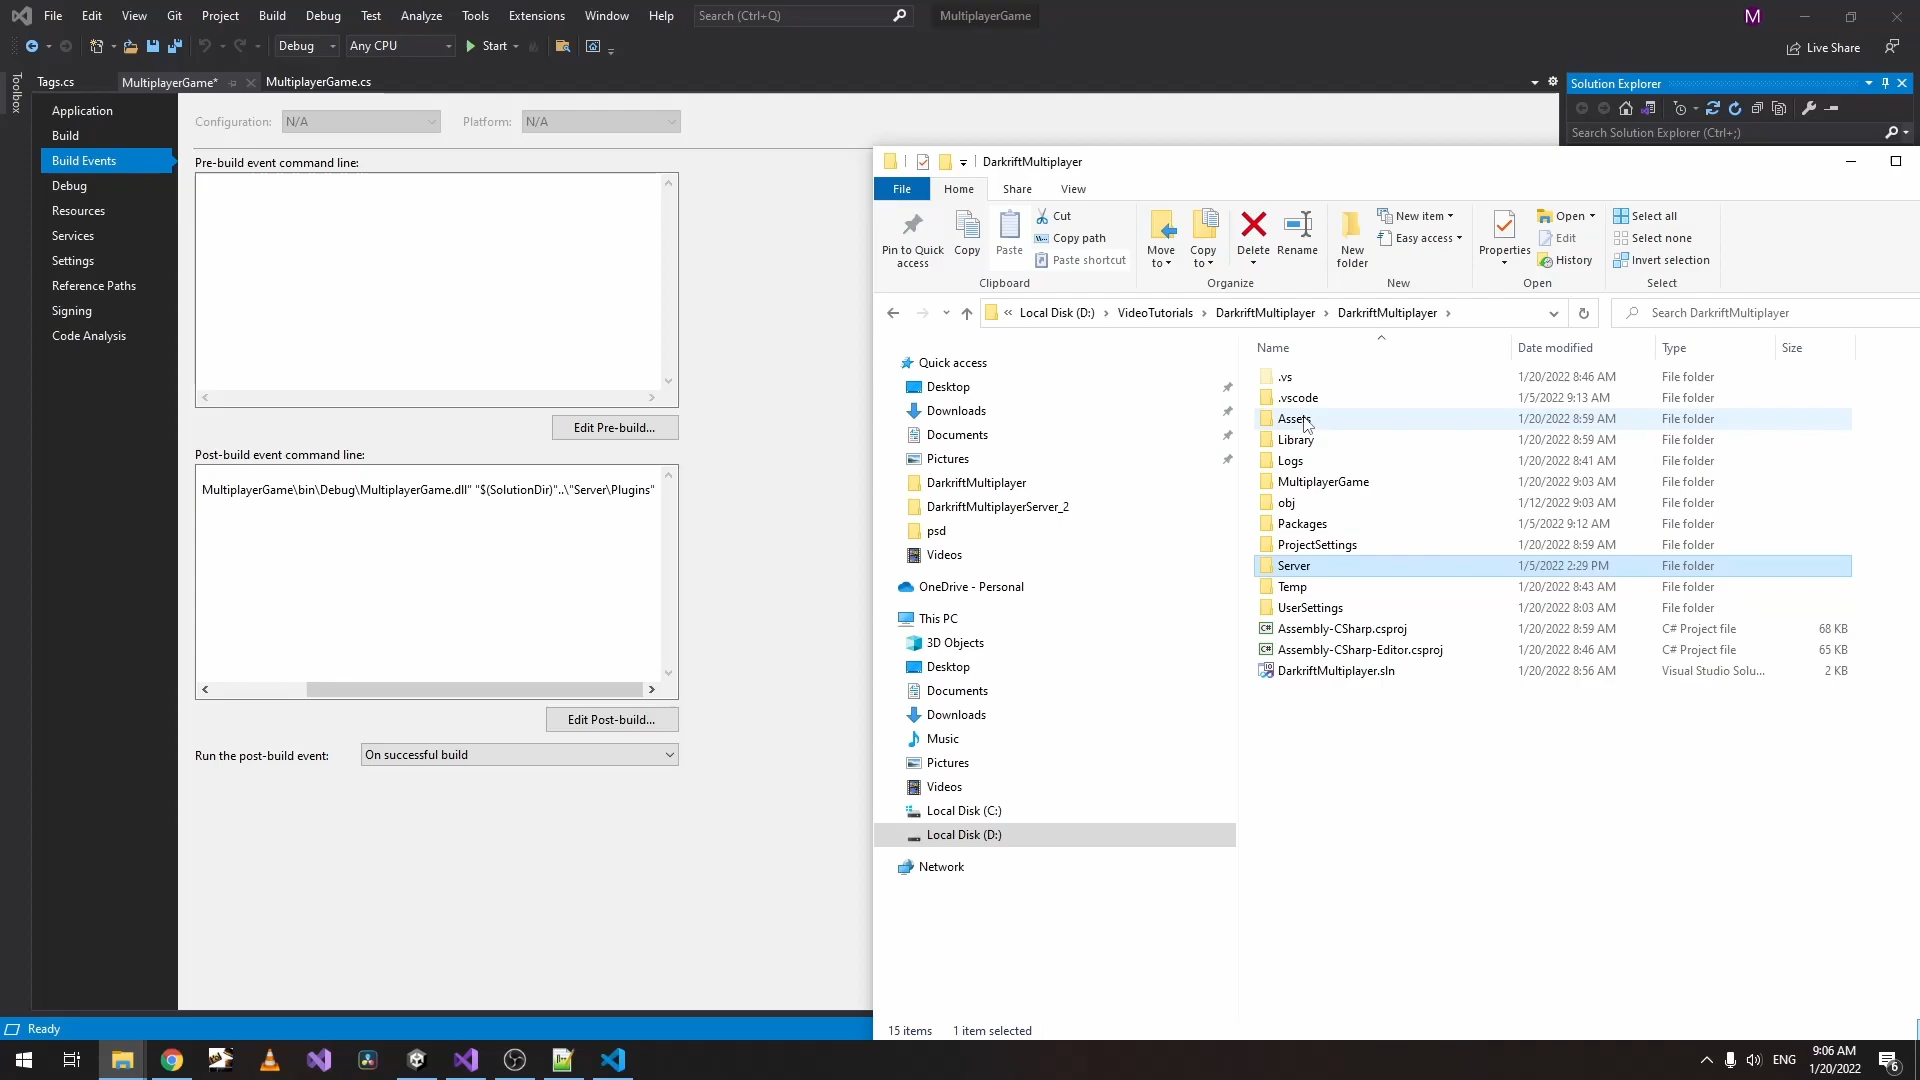 File Edit View Git Project Build Debug Test Analyze Tools Extensions Window Help Search (Ctrl+Q) MultiplayerGame M
Debug Any CPU Start Live Share
Toolbox
Tags.cs MultiplayerGame* MultiplayerGame.cs
Application
Build
Build Events
Debug
Resources
Services
Settings
Reference Paths
Signing
Code Analysis
Configuration: N/A Platform: N/A
Pre-build event command line:
Edit Pre-build...
Post-build event command line:
MultiplayerGame\bin\Debug\MultiplayerGame.dll" "$(SolutionDir)"..\"Server\Plugins"
Edit Post-build...
Run the post-build event: On successful build
Solution Explorer
Search Solution Explorer (Ctrl+;)
DarkriftMultiplayer
File Home Share View
Pin to Quick access
Copy
Paste
Cut
Copy path
Paste shortcut
Clipboard
Move to
Copy to
Delete
Rename
Organize
New folder
New item
Easy access
New
Properties
Open
Edit
History
Open
Select all
Select none
Invert selection
Select
« Local Disk (D:) › VideoTutorials › DarkriftMultiplayer › DarkriftMultiplayer ›
Search DarkriftMultiplayer
Quick access
Desktop
Downloads
Documents
Pictures
DarkriftMultiplayer
DarkriftMultiplayerServer_2
psd
Videos
OneDrive - Personal
This PC
3D Objects
Desktop
Documents
Downloads
Music
Pictures
Videos
Local Disk (C:)
Local Disk (D:)
Network
Name Date modified Type Size
.vs 1/20/2022 8:46 AM File folder
.vscode 1/5/2022 9:13 AM File folder
Assets 1/20/2022 8:59 AM File folder
Library 1/20/2022 8:59 AM File folder
Logs 1/20/2022 8:41 AM File folder
MultiplayerGame 1/20/2022 9:03 AM File folder
obj 1/12/2022 9:03 AM File folder
Packages 1/5/2022 9:12 AM File folder
ProjectSettings 1/20/2022 8:59 AM File folder
Server 1/5/2022 2:29 PM File folder
Temp 1/20/2022 8:43 AM File folder
UserSettings 1/20/2022 8:03 AM File folder
Assembly-CSharp.csproj 1/20/2022 8:59 AM C# Project file 68 KB
Assembly-CSharp-Editor.csproj 1/20/2022 8:46 AM C# Project file 65 KB
DarkriftMultiplayer.sln 1/20/2022 8:56 AM Visual Studio Solu... 2 KB
15 items 1 item selected
Ready
ENG
9:06 AM
1/20/2022
6